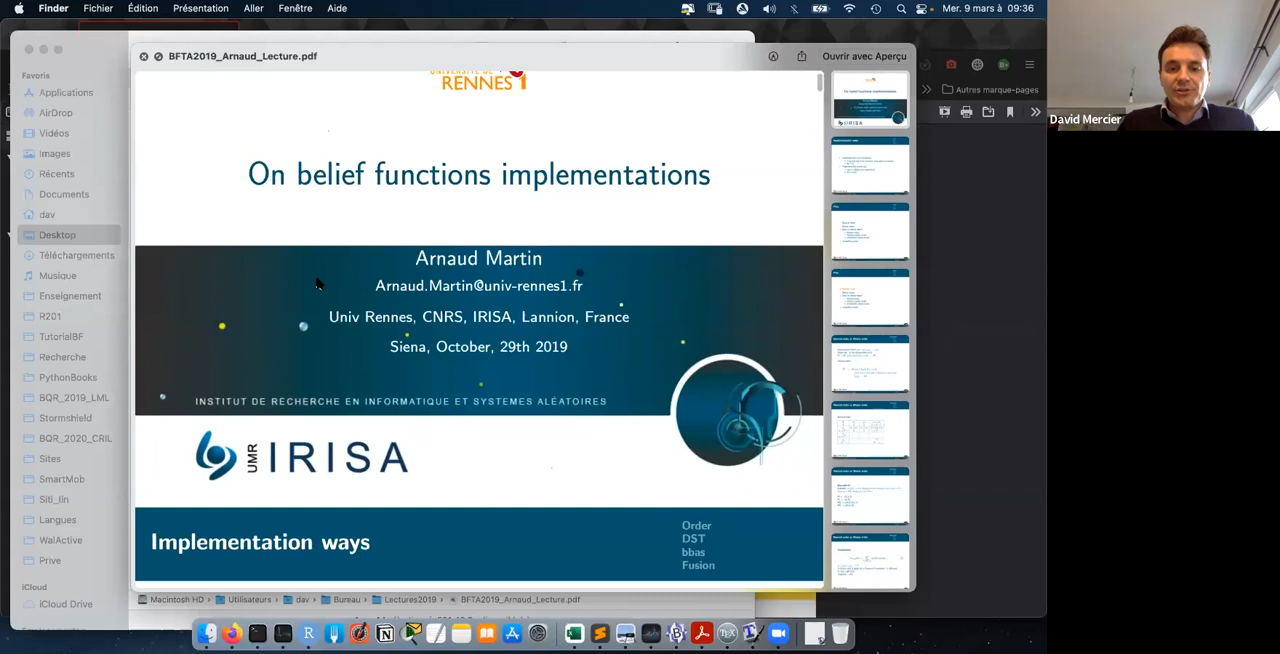 Finder Fichier Édition Présentation Aller Fenêtre Aide
Mer. 9 mars à 09:36
BFTA2019_Arnaud_Lecture.pdf
Ouvrir avec Aperçu
Favoris
Applications
AirDrop
Vidéos
Images
Récents
Documents
dav
Desktop
Téléchargements
Musique
Enseignement
R2D1
TutorialBF
Recherche
PythonBooks
BQR_2019_LML
Stormshield
BQR_2020_CRIL
Sites
SmartMob
Siti_lin
Langues
WalActive
Prive
iCloud
iCloud Drive
RENNES 1
On belief functions implementations
Arnaud Martin
Arnaud.Martin@univ-rennes1.fr
Univ Rennes, CNRS, IRISA, Lannion, France
Siena, October, 29th 2019
INSTITUT DE RECHERCHE EN INFORMATIQUE ET SYSTEMES ALÉATOIRES
UMR IRISA
Implementation ways
Order
DST
bbas
Fusion
Autres marque-pages
David Mercier
Macintosh HD > Utilisateurs > dav > Bureau > Lectures2019 > BFTA2019_Arnaud_Lecture.pdf